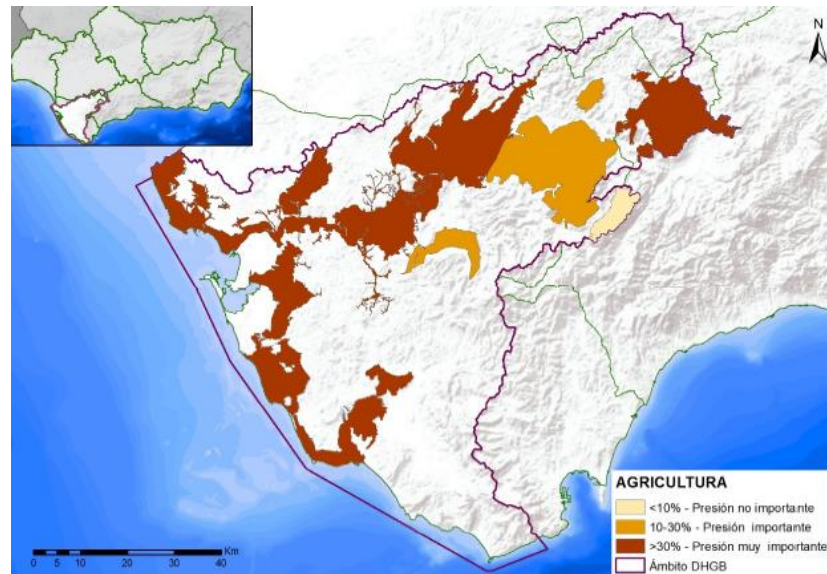 N
AGRICULTURA
<10% - Presión no importante
10-30% - Presión importante
>30% - Presión muy importante
Ámbito DHGB
Km
0 5 10 20 30 40